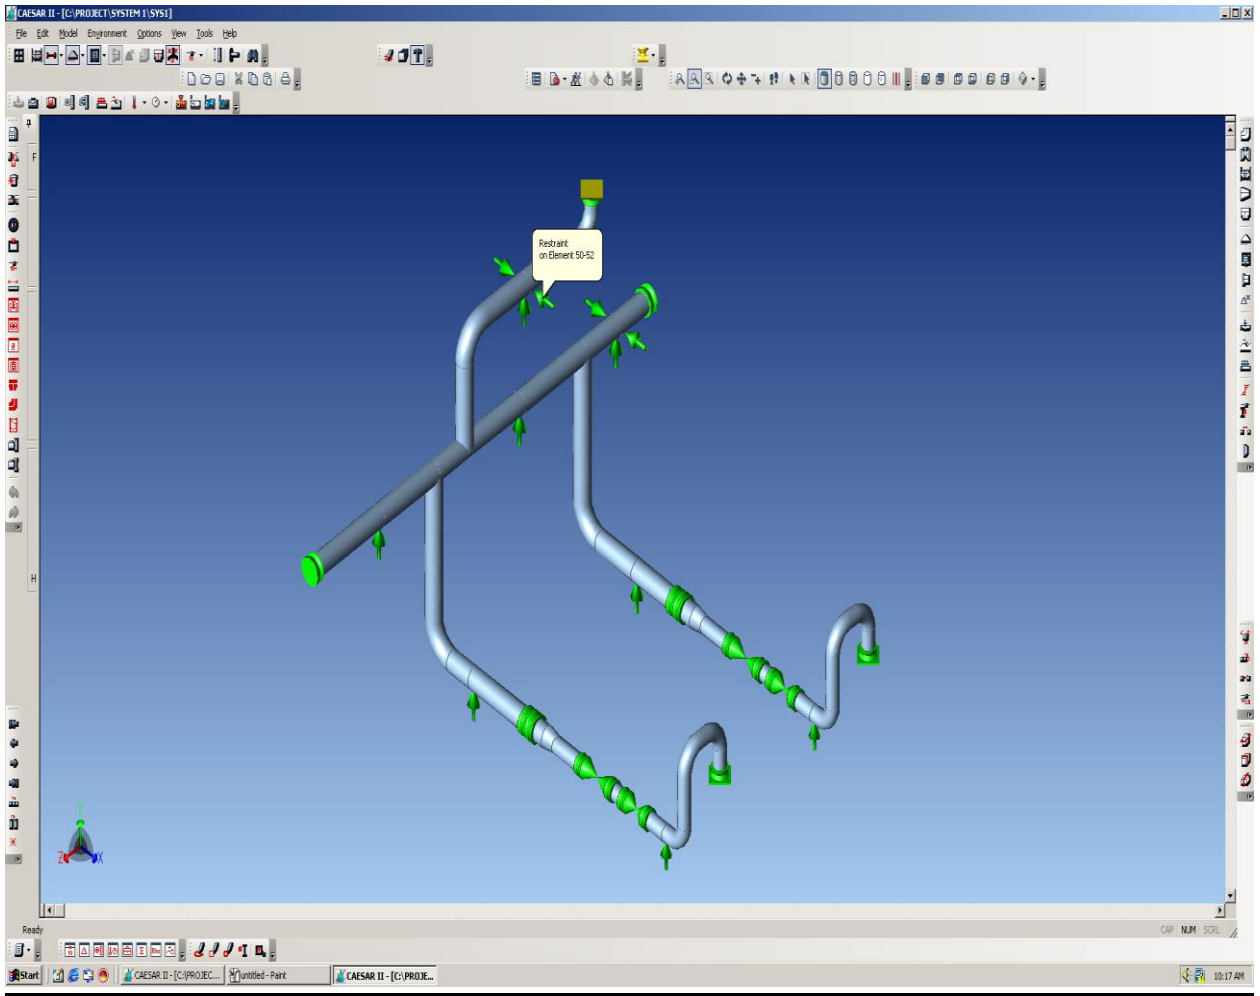 CAESAR II - [C:\PROJECT\SYSTEM 1\SYS1]
File Edit Model Environment Options View Tools Help
F
Restraint
on Element 50-52
H
Y
Z X
Ready
CAP NUM SCRL
Start
CAESAR II - [C:\PROJEC...
untitled - Paint
CAESAR II - [C:\PROJE...
10:17 AM